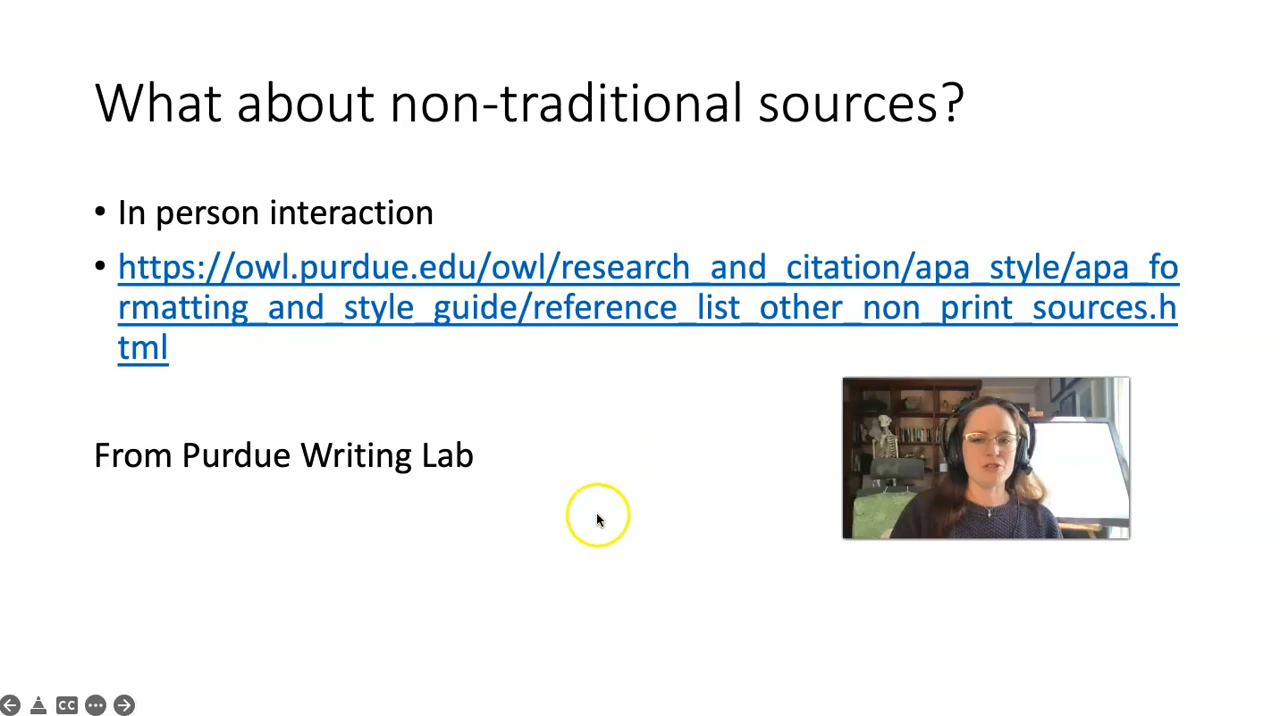 What about non-traditional sources?
• In person interaction
• https://owl.purdue.edu/owl/research_and_citation/apa_style/apa_fo
rmatting_and_style_guide/reference_list_other_non_print_sources.h
tml
From Purdue Writing Lab
CC